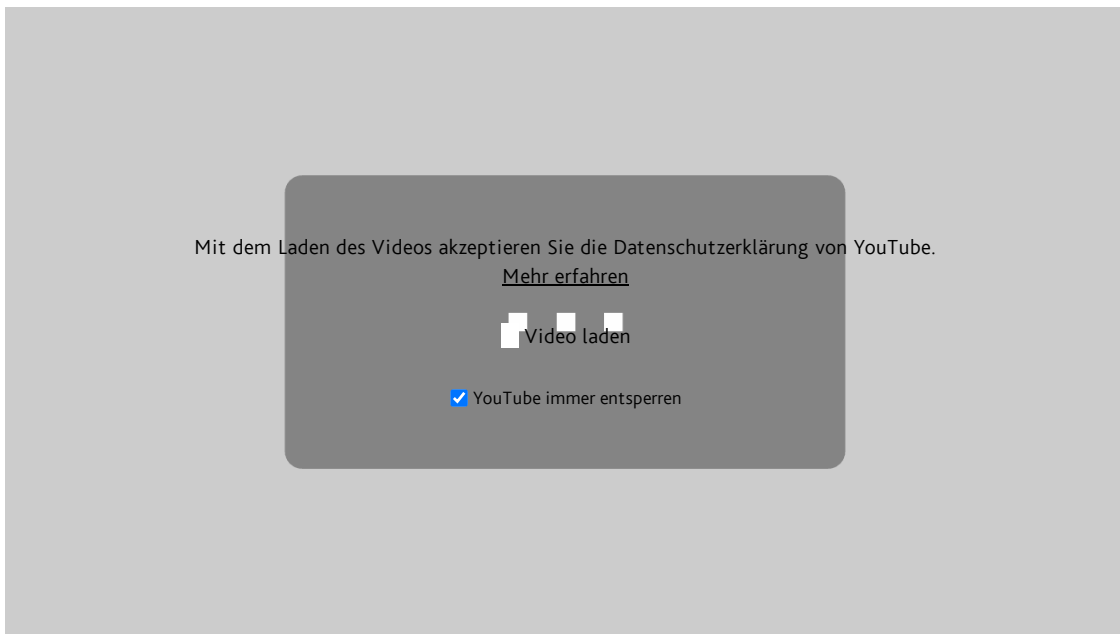 Mit dem Laden des Videos akzeptieren Sie die Datenschutzerklärung von YouTube.
Mehr erfahren
Video laden
YouTube immer entsperren